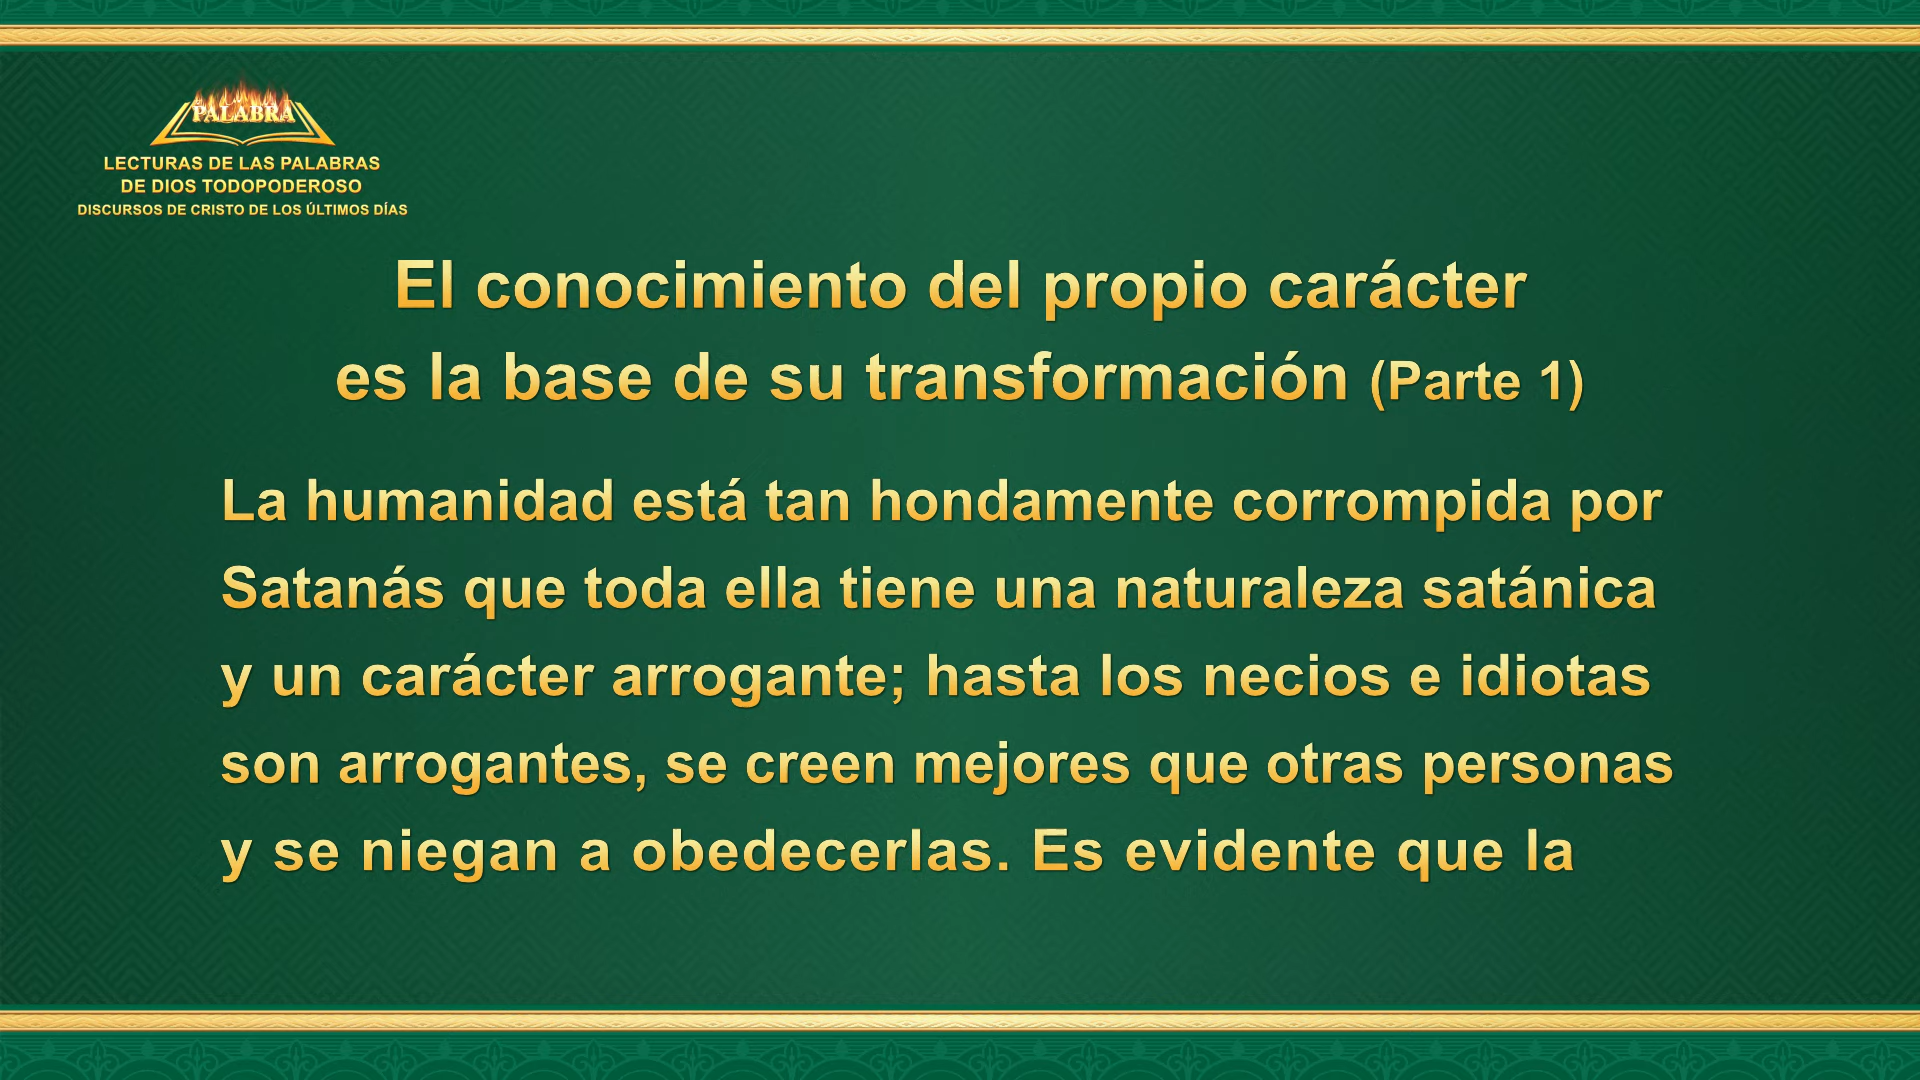 PALABRA
LECTURAS DE LAS PALABRAS
DE DIOS TODOPODEROSO
DISCURSOS DE CRISTO DE LOS ÚLTIMOS DÍAS
El conocimiento del propio carácter
es la base de su transformación (Parte 1)
La humanidad está tan hondamente corrompida por
Satanás que toda ella tiene una naturaleza satánica
y un carácter arrogante; hasta los necios e idiotas
son arrogantes, se creen mejores que otras personas
y se niegan a obedecerlas. Es evidente que la